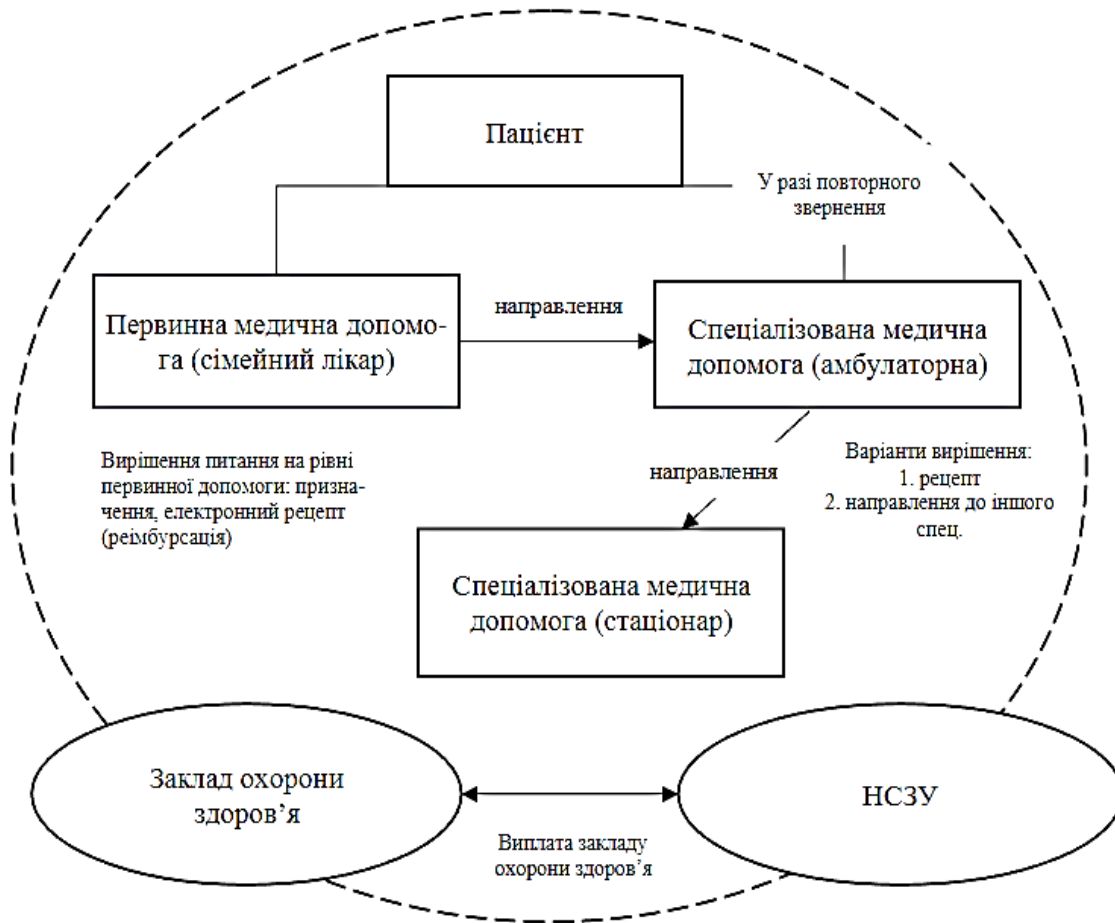 Пацієнт
У разі повторного
звернення
Первинна медична допомо-
га (сімейний лікар)
направлення
Спеціалізована медична
допомога (амбулаторна)
Вирішення питання на рівні
первинної допомоги: призна-
чення, електронний рецепт
(реімбурсація)
направлення
Варіанти вирішення:
1. рецепт
2. направлення до іншого
спец.
Спеціалізована медична
допомога (стаціонар)
Заклад охорони
здоров’я
НСЗУ
Виплата закладу
охорони здоров’я